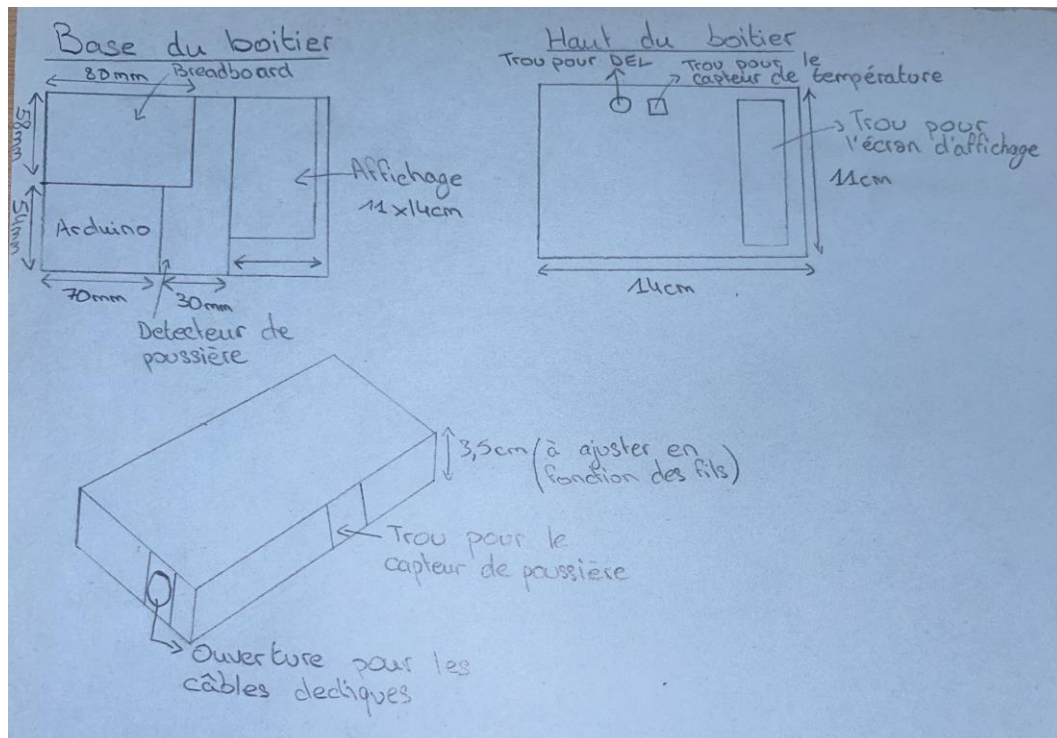 Base du boitier
80mm
Breadboard
58mm
54mm
Arduino
70mm
30mm
Detecteur de
poussière
Affichage
11x14cm
Haut du boitier
Trou pour DEL
Trou pour le
capteur de température
Trou pour
l'écran d'affichage
11cm
14cm
3,5cm (à ajuster en
fonction des fils)
Trou pour le
capteur de poussière
Ouverture pour les
câbles